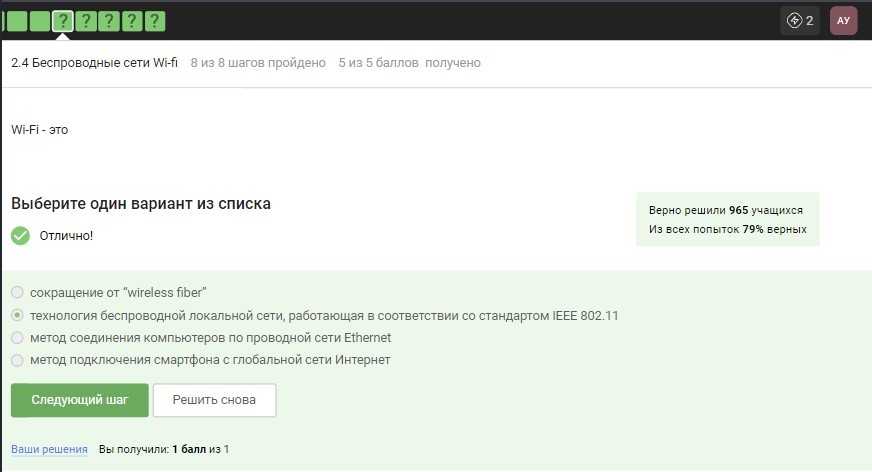 ? ? ? ? ?
2
АУ
2.4 Беспроводные сети Wi-fi 8 из 8 шагов пройдено 5 из 5 баллов получено
Wi-Fi - это
Выберите один вариант из списка
Отлично!
Верно решили 965 учащихся
Из всех попыток 79% верных
сокращение от “wireless fiber”
технология беспроводной локальной сети, работающая в соответствии со стандартом IEEE 802.11
метод соединения компьютеров по проводной сети Ethernet
метод подключения смартфона с глобальной сети Интернет
Следующий шаг
Решить снова
Ваши решения Вы получили: 1 балл из 1